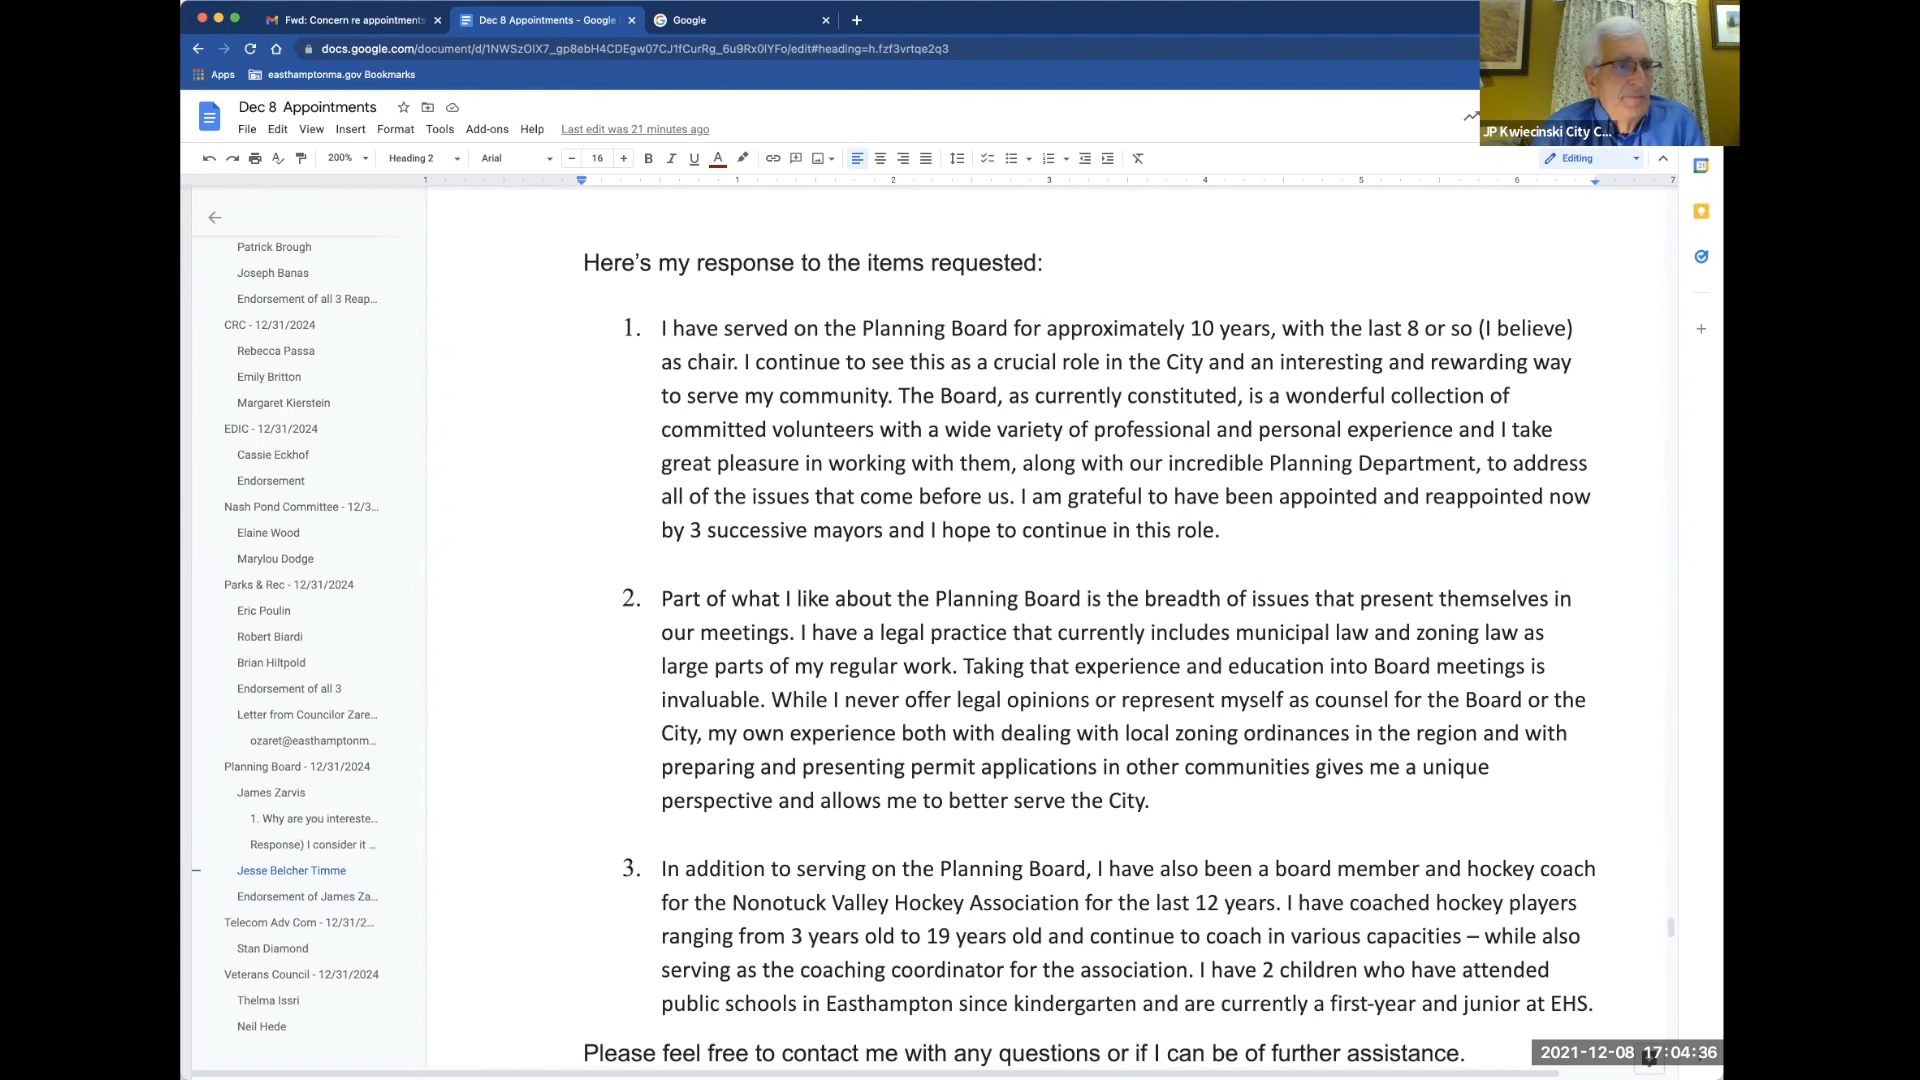 Fwd: Concern re appointments
Dec 8 Appointments - Google
Google
docs.google.com/document/d/1NWSzOIX7_gp8ebH4CDEgw07CJ1fCurRg_6u9Rx0IYFo/edit#heading=h.fzf3vrtqe2q3
Apps
easthamptonma.gov Bookmarks
JP Kwiecinski City C...
Dec 8 Appointments
File Edit View Insert Format Tools Add-ons Help Last edit was 21 minutes ago
200% Heading 2 Arial 16 Editing
1 1 2 3 4 5 6 7
Patrick Brough
Joseph Banas
Endorsement of all 3 Reap...
CRC - 12/31/2024
Rebecca Passa
Emily Britton
Margaret Kierstein
EDIC - 12/31/2024
Cassie Eckhof
Endorsement
Nash Pond Committee - 12/3...
Elaine Wood
Marylou Dodge
Parks & Rec - 12/31/2024
Eric Poulin
Robert Biardi
Brian Hiltpold
Endorsement of all 3
Letter from Councilor Zare...
ozaret@easthamptonm...
Planning Board - 12/31/2024
James Zarvis
1. Why are you intereste...
Response) I consider it ...
Jesse Belcher Timme
Endorsement of James Za...
Telecom Adv Com - 12/31/2...
Stan Diamond
Veterans Council - 12/31/2024
Thelma Issri
Neil Hede
Here's my response to the items requested:
1. I have served on the Planning Board for approximately 10 years, with the last 8 or so (I believe)
as chair. I continue to see this as a crucial role in the City and an interesting and rewarding way
to serve my community. The Board, as currently constituted, is a wonderful collection of
committed volunteers with a wide variety of professional and personal experience and I take
great pleasure in working with them, along with our incredible Planning Department, to address
all of the issues that come before us. I am grateful to have been appointed and reappointed now
by 3 successive mayors and I hope to continue in this role.
2. Part of what I like about the Planning Board is the breadth of issues that present themselves in
our meetings. I have a legal practice that currently includes municipal law and zoning law as
large parts of my regular work. Taking that experience and education into Board meetings is
invaluable. While I never offer legal opinions or represent myself as counsel for the Board or the
City, my own experience both with dealing with local zoning ordinances in the region and with
preparing and presenting permit applications in other communities gives me a unique
perspective and allows me to better serve the City.
3. In addition to serving on the Planning Board, I have also been a board member and hockey coach
for the Nonotuck Valley Hockey Association for the last 12 years. I have coached hockey players
ranging from 3 years old to 19 years old and continue to coach in various capacities – while also
serving as the coaching coordinator for the association. I have 2 children who have attended
public schools in Easthampton since kindergarten and are currently a first-year and junior at EHS.
Please feel free to contact me with any questions or if I can be of further assistance.
2021-12-08 17:04:36